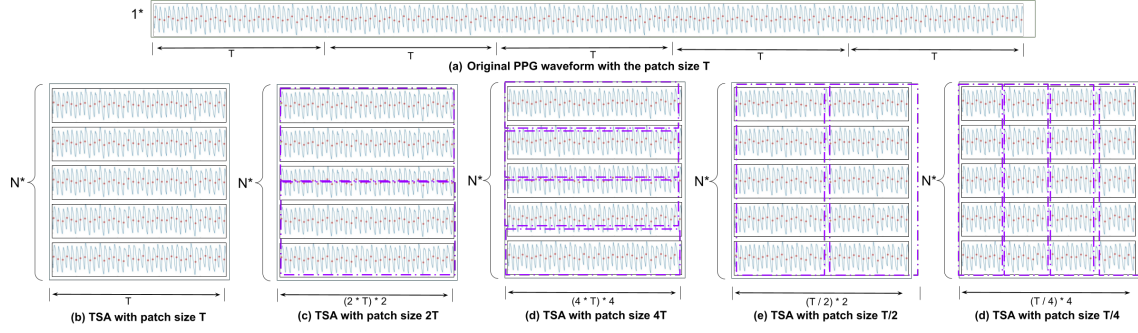 1*
T T T T T
(a) Original PPG waveform with the patch size T
N* N* N* N* N*
T (2 * T) * 2 (4 * T) * 4 (T / 2) * 2 (T / 4) * 4
(b) TSA with patch size T (c) TSA with patch size 2T (d) TSA with patch size 4T (e) TSA with patch size T/2 (d) TSA with patch size T/4